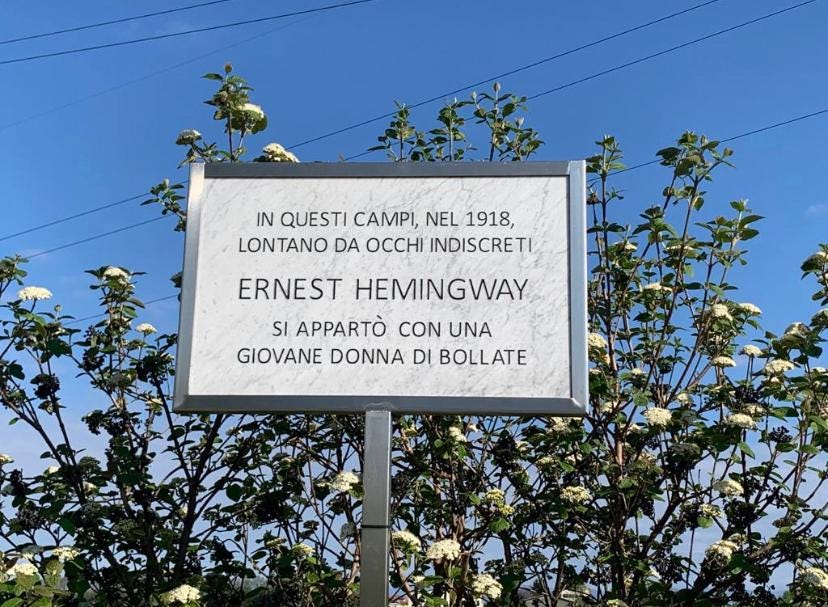 IN QUESTI CAMPI, NEL 1918,
LONTANO DA OCCHI INDISCRETI
ERNEST HEMINGWAY
SI APPARTÒ CON UNA
GIOVANE DONNA DI BOLLATE